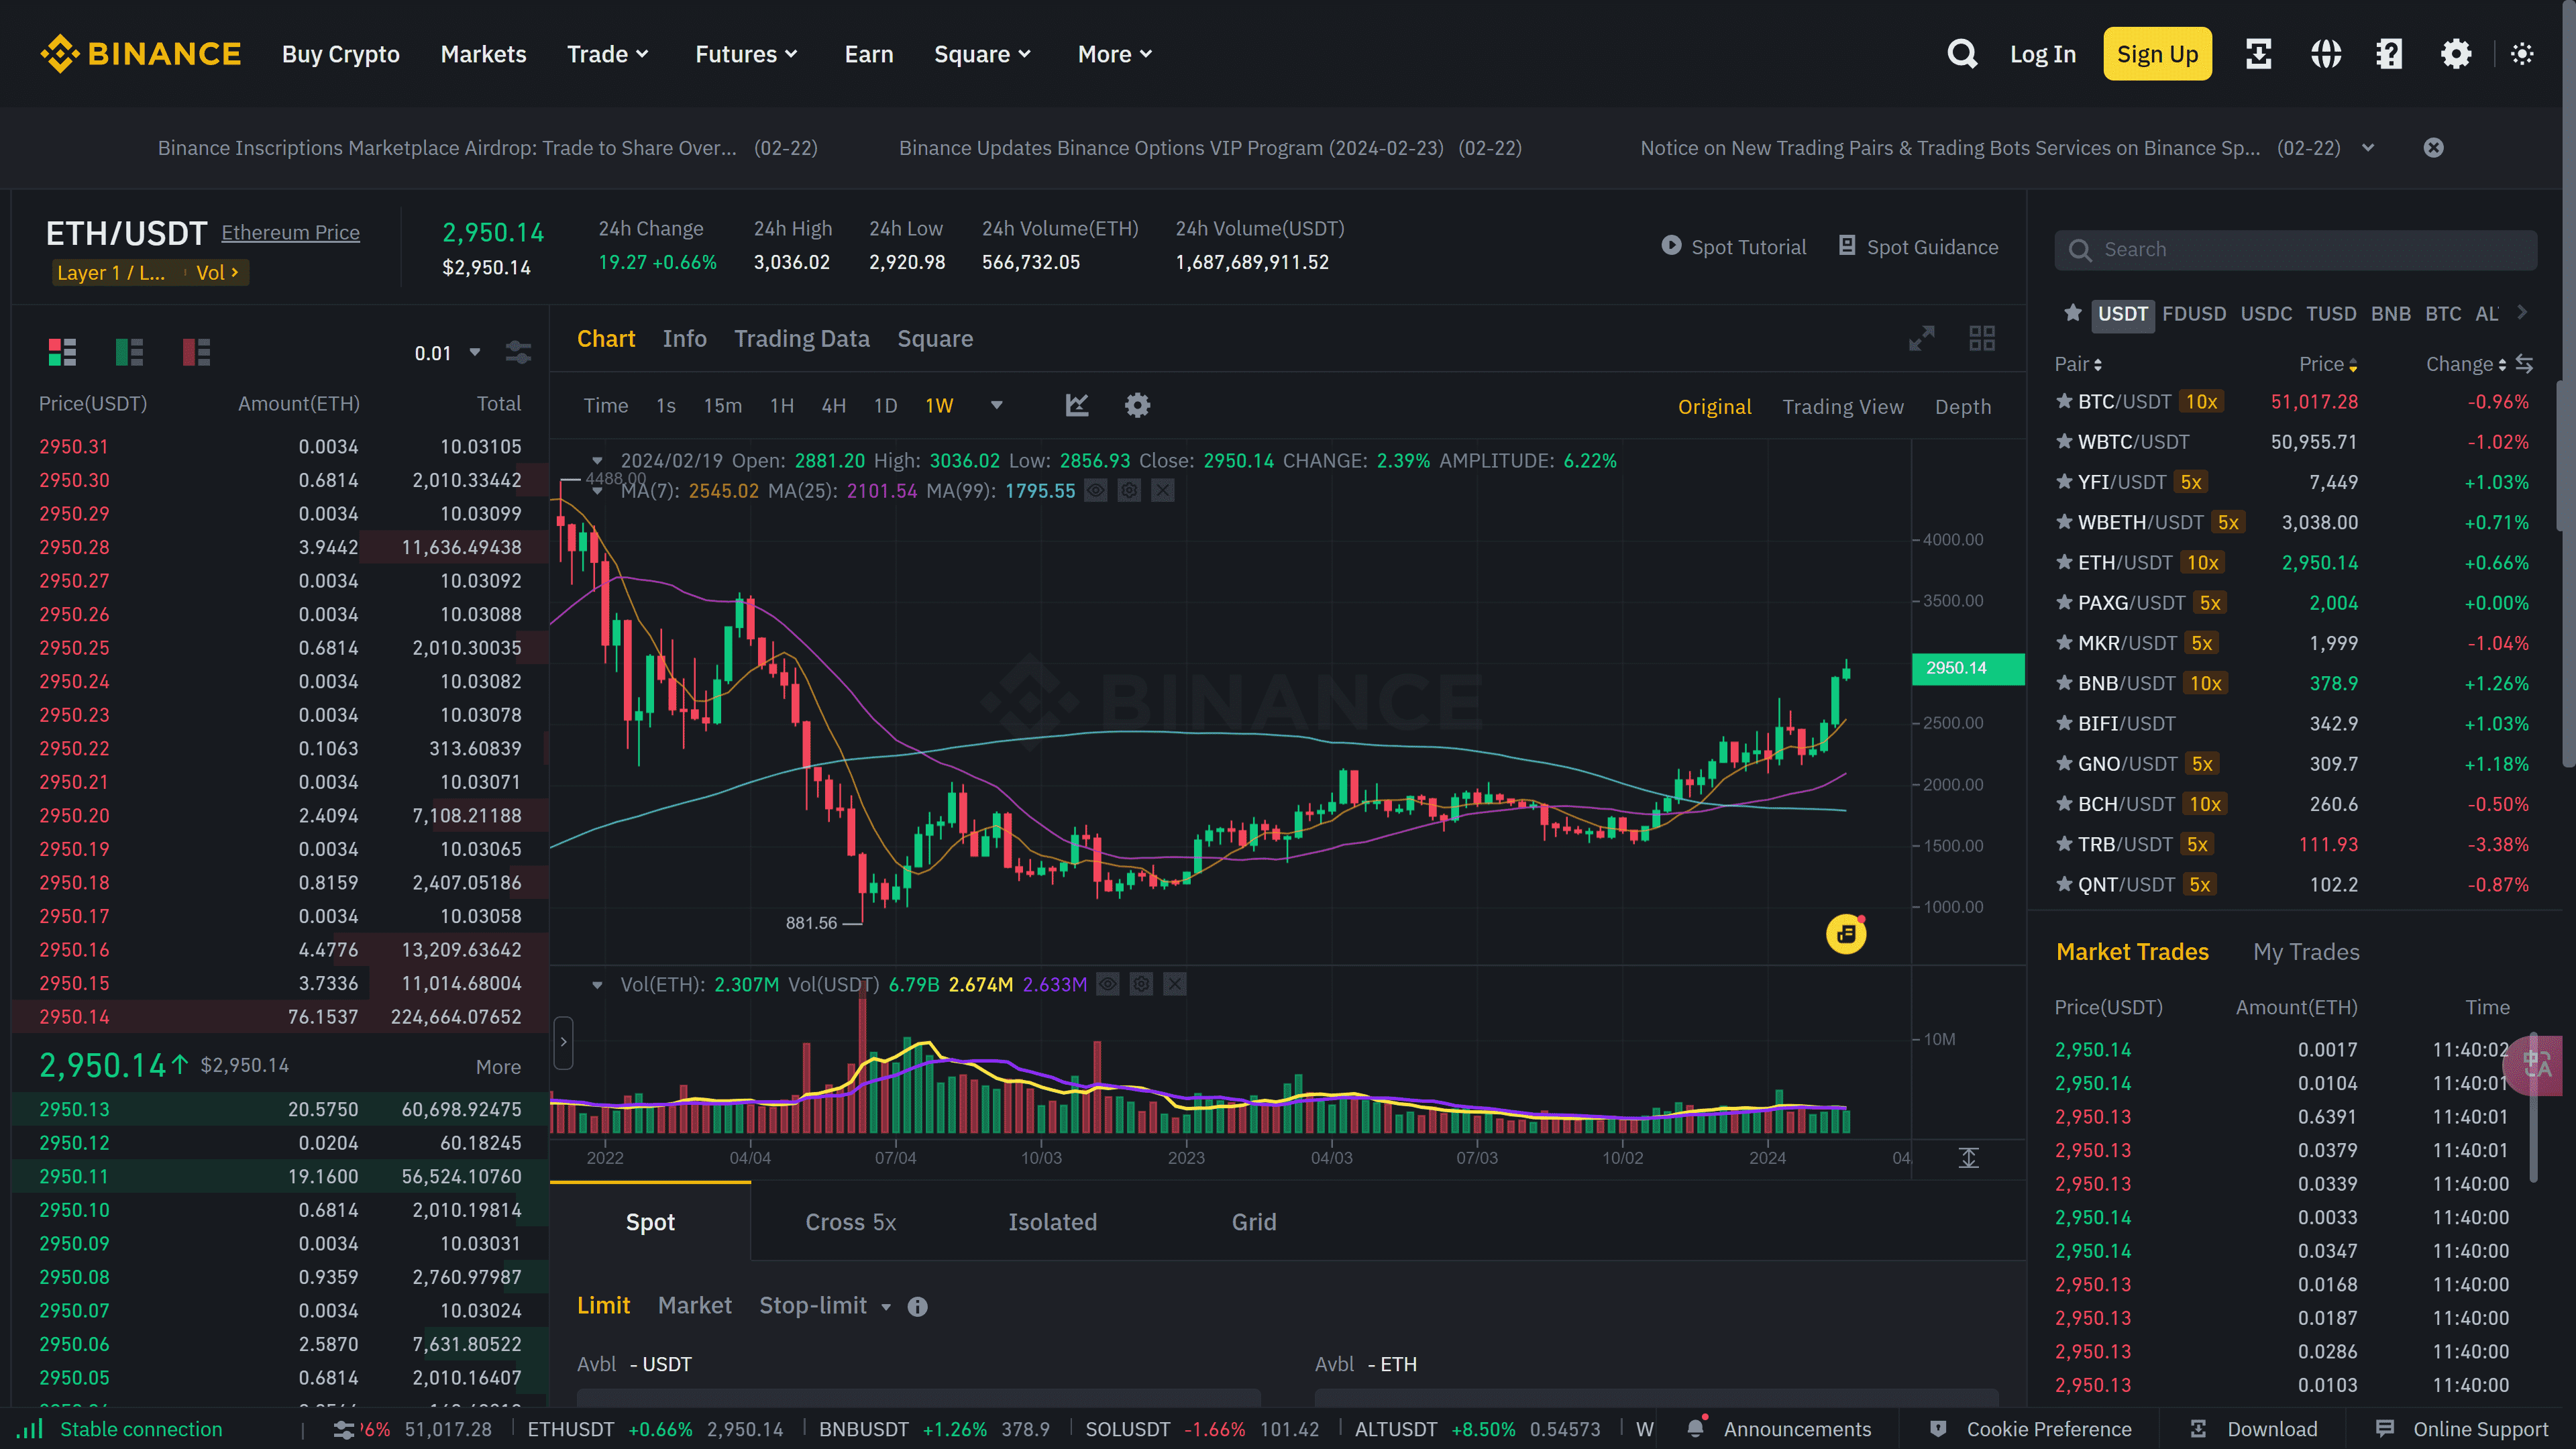 BINANCE Buy Crypto Markets Trade Futures Earn Square More Log In Sign Up
Binance Inscriptions Marketplace Airdrop: Trade to Share Over... (02-22) Binance Updates Binance Options VIP Program (2024-02-23) (02-22) Notice on New Trading Pairs & Trading Bots Services on Binance Sp... (02-22)
ETH/USDT Ethereum Price
Layer 1 / L... Vol
2,950.14
$2,950.14
24h Change
19.27 +0.66%
24h High
3,036.02
24h Low
2,920.98
24h Volume(ETH)
566,732.05
24h Volume(USDT)
1,687,689,911.52
Spot Tutorial Spot Guidance
0.01
Price(USDT) Amount(ETH) Total
2950.31 0.0034 10.03105
2950.30 0.6814 2,010.33442
2950.29 0.0034 10.03099
2950.28 3.9442 11,636.49438
2950.27 0.0034 10.03092
2950.26 0.0034 10.03088
2950.25 0.6814 2,010.30035
2950.24 0.0034 10.03082
2950.23 0.0034 10.03078
2950.22 0.1063 313.60839
2950.21 0.0034 10.03071
2950.20 2.4094 7,108.21188
2950.19 0.0034 10.03065
2950.18 0.8159 2,407.05186
2950.17 0.0034 10.03058
2950.16 4.4776 13,209.63642
2950.15 3.7336 11,014.68004
2950.14 76.1537 224,664.07652
2,950.14 $2,950.14 More
2950.13 20.5750 60,698.92475
2950.12 0.0204 60.18245
2950.11 19.1600 56,524.10760
2950.10 0.6814 2,010.19814
2950.09 0.0034 10.03031
2950.08 0.9359 2,760.97987
2950.07 0.0034 10.03024
2950.06 2.5870 7,631.80522
2950.05 0.6814 2,010.16407
Chart Info Trading Data Square
Time 1s 15m 1H 4H 1D 1W
Original Trading View Depth
2024/02/19 Open: 2881.20 High: 3036.02 Low: 2856.93 Close: 2950.14 CHANGE: 2.39% AMPLITUDE: 6.22%
4488.00
MA(7): 2545.02 MA(25): 2101.54 MA(99): 1795.55
4000.00
3500.00
2950.14
BINANCE
2500.00
2000.00
1500.00
1000.00
881.56
Vol(ETH): 2.307M Vol(USDT) 6.79B 2.674M 2.633M
10M
2022 04/04 07/04 10/03 2023 04/03 07/03 10/02 2024 04
Spot Cross 5x Isolated Grid
Limit Market Stop-limit
Avbl - USDT
Avbl - ETH
Search
USDT FDUSD USDC TUSD BNB BTC AL
Pair Price Change
BTC/USDT 10x 51,017.28 -0.96%
WBTC/USDT 50,955.71 -1.02%
YFI/USDT 5x 7,449 +1.03%
WBETH/USDT 5x 3,038.00 +0.71%
ETH/USDT 10x 2,950.14 +0.66%
PAXG/USDT 5x 2,004 +0.00%
MKR/USDT 5x 1,999 -1.04%
BNB/USDT 10x 378.9 +1.26%
BIFI/USDT 342.9 +1.03%
GNO/USDT 5x 309.7 +1.18%
BCH/USDT 10x 260.6 -0.50%
TRB/USDT 5x 111.93 -3.38%
QNT/USDT 5x 102.2 -0.87%
Market Trades My Trades
Price(USDT) Amount(ETH) Time
2,950.14 0.0017 11:40:02
2,950.14 0.0104 11:40:01
2,950.13 0.6391 11:40:01
2,950.13 0.0379 11:40:01
2,950.13 0.0339 11:40:00
2,950.14 0.0033 11:40:00
2,950.14 0.0347 11:40:00
2,950.13 0.0168 11:40:00
2,950.13 0.0187 11:40:00
2,950.13 0.0286 11:40:00
2,950.13 0.0103 11:40:00
Stable connection 6% 51,017.28 ETHUSDT +0.66% 2,950.14 BNBUSDT +1.26% 378.9 SOLUSDT -1.66% 101.42 ALTUSDT +8.50% 0.54573 W Announcements Cookie Preference Download Online Support